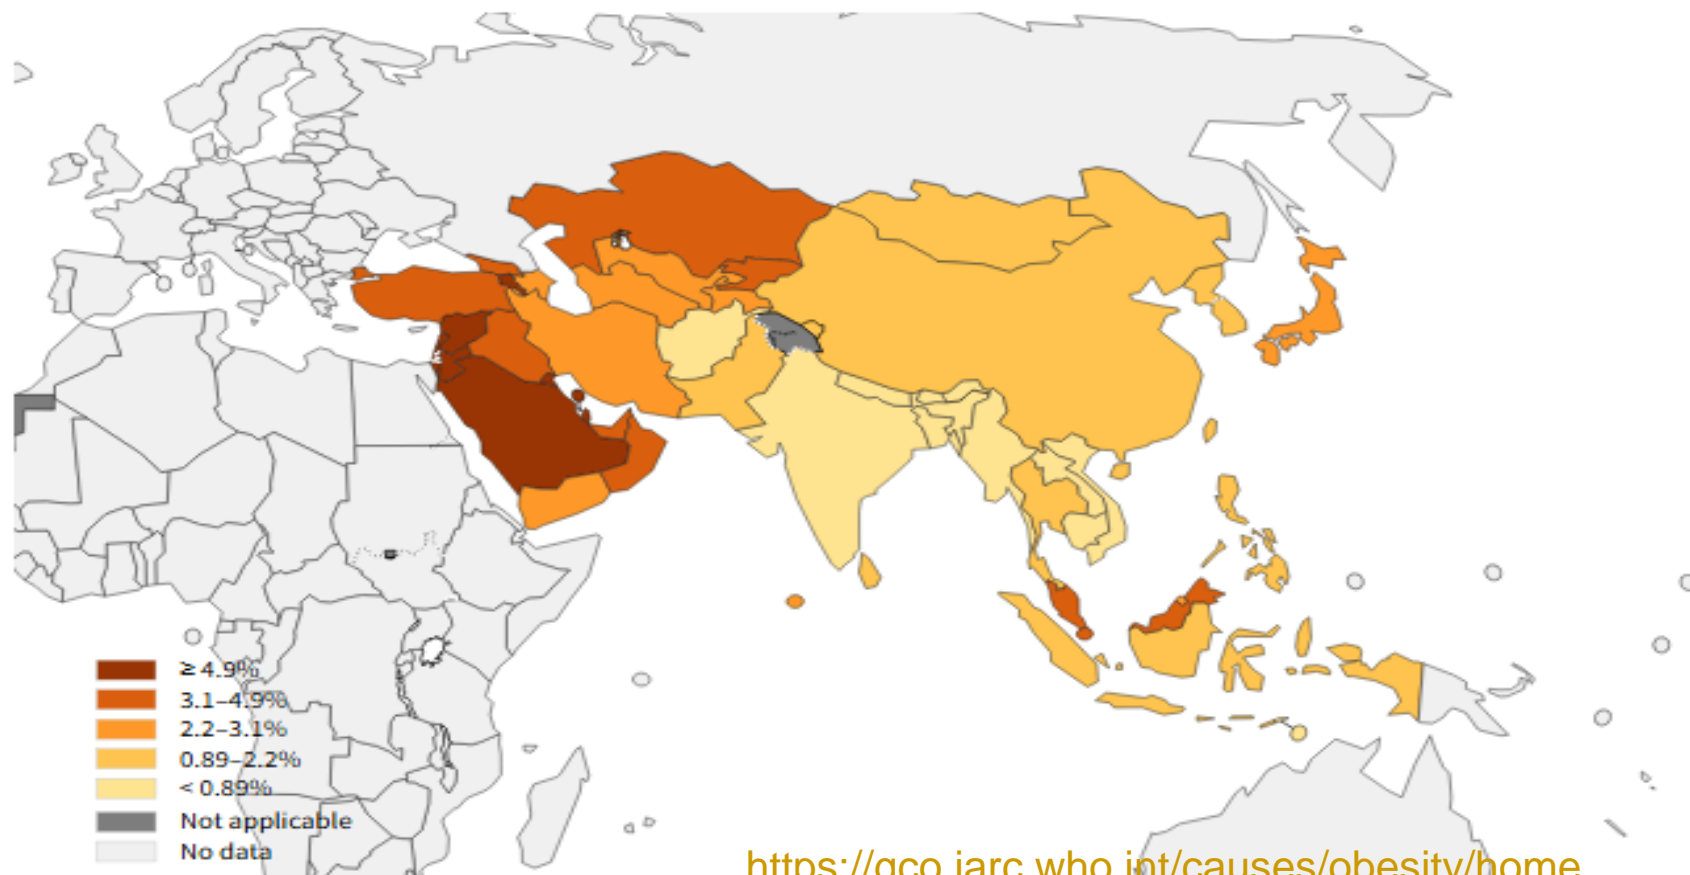 ≥ 4.9%
3.1–4.9%
2.2–3.1%
0.89–2.2%
< 0.89%
Not applicable
No data
https://gco.iarc.who.int/causes/obesity/home